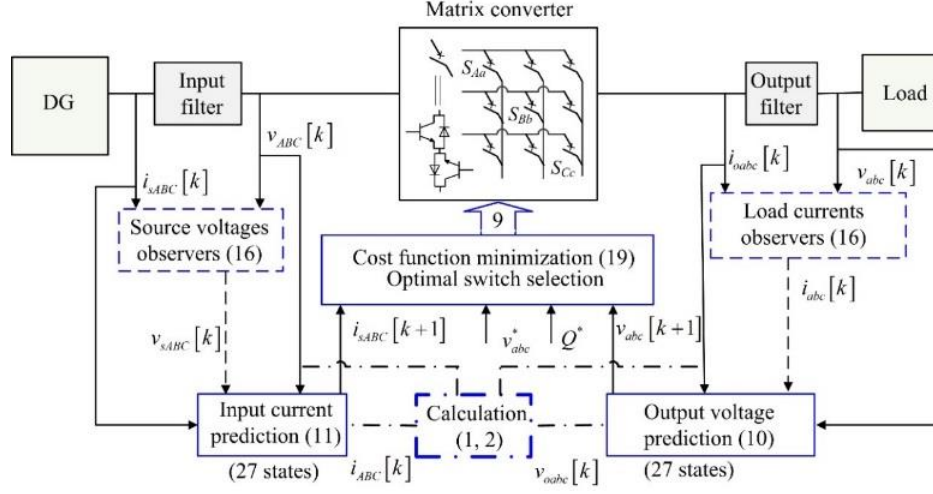 Matrix converter
DG
Input
filter
S_{Aa}
S_{Bb}
S_{Cc}
Output
filter
Load
v_{ABC}[k]
i_{sABC}[k]
i_{oabc}[k]
v_{abc}[k]
Source voltages
observers (16)
9
Load currents
observers (16)
Cost function minimization (19)
Optimal switch selection
v_{sABC}[k]
i_{sABC}[k+1]
v^{*}_{abc}
Q^{*}
v_{abc}[k+1]
i_{abc}[k]
Input current
prediction (11)
Calculation
(1, 2)
Output voltage
prediction (10)
(27 states)
i_{ABC}[k]
v_{oabc}[k]
(27 states)